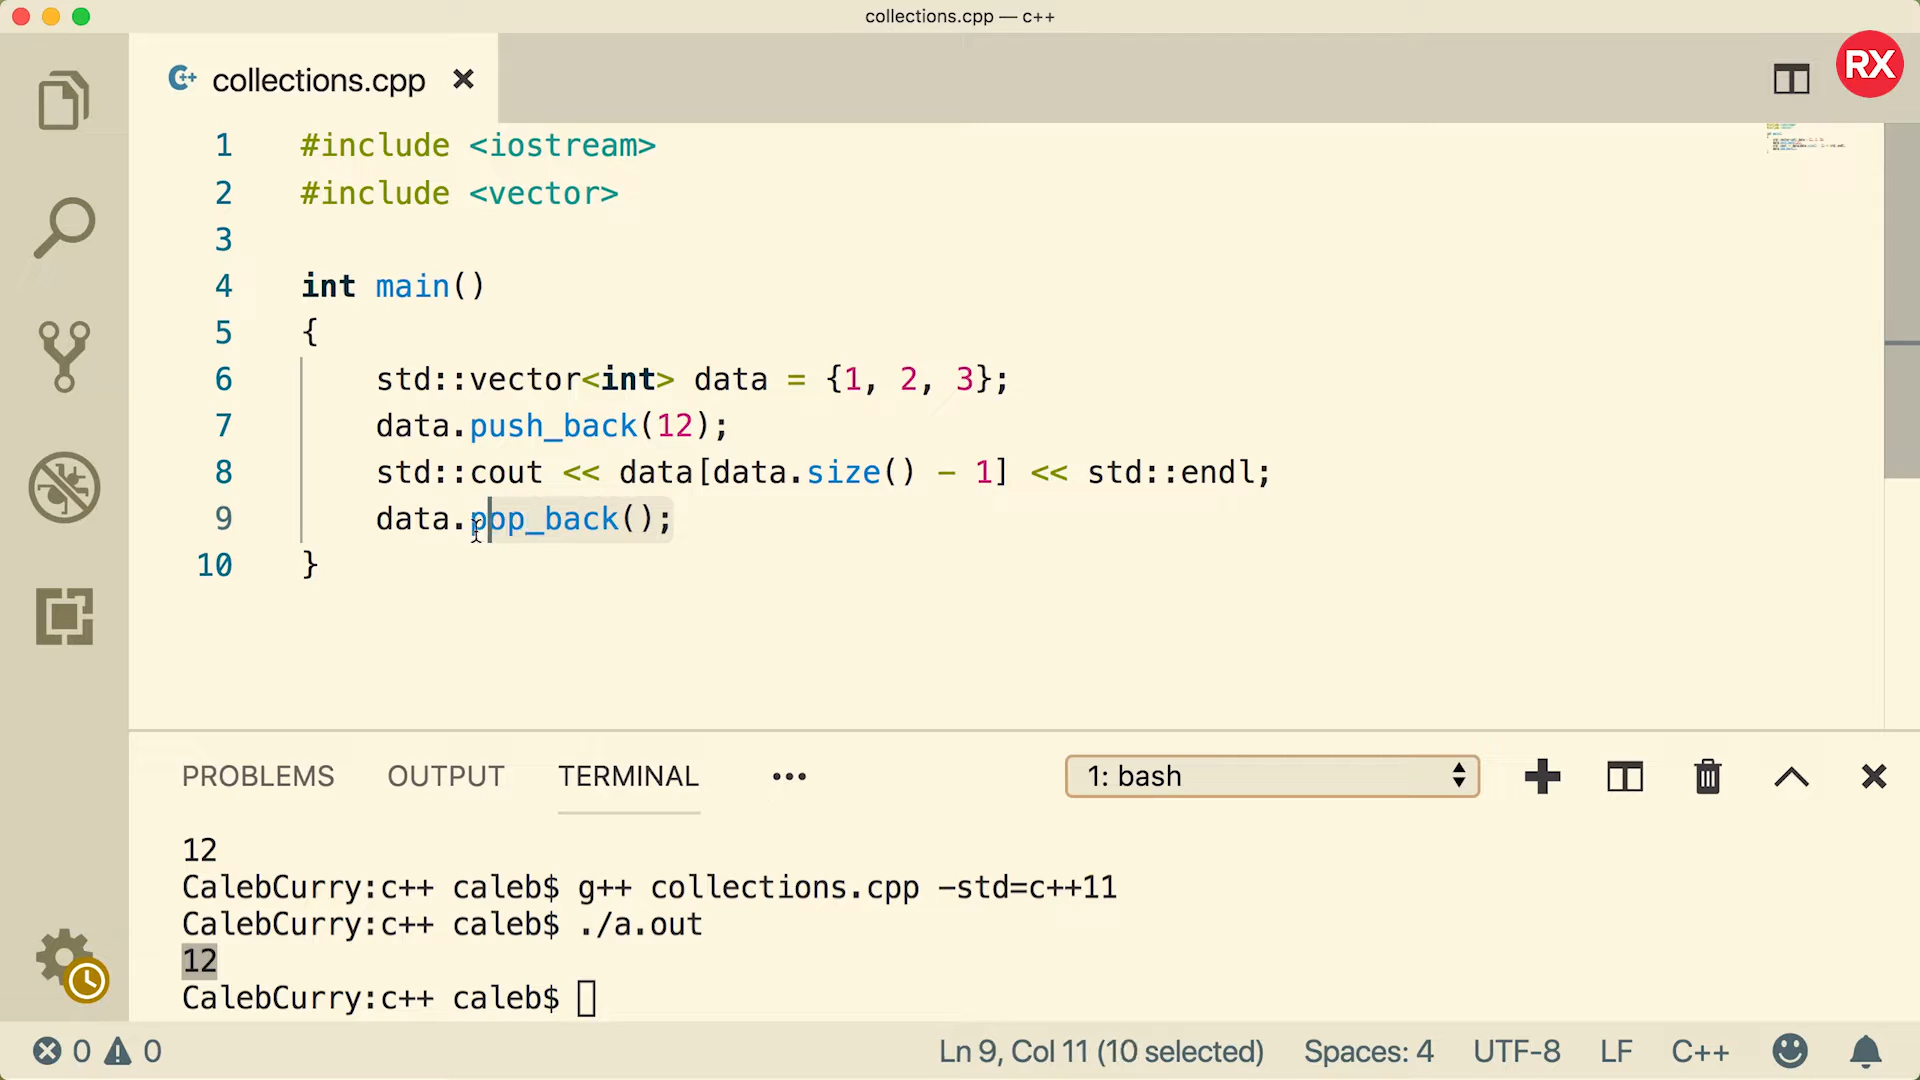 collections.cpp — c++
collections.cpp
RX
1 #include <iostream>
2 #include <vector>
3
4 int main()
5 {
6 std::vector<int> data = {1, 2, 3};
7 data.push_back(12);
8 std::cout << data[data.size() - 1] << std::endl;
9 data.pop_back();
10 }
PROBLEMS OUTPUT TERMINAL ••• 1: bash
12
CalebCurry:c++ caleb$ g++ collections.cpp -std=c++11
CalebCurry:c++ caleb$ ./a.out
12
CalebCurry:c++ caleb$
0 0 Ln 9, Col 11 (10 selected) Spaces: 4 UTF-8 LF C++